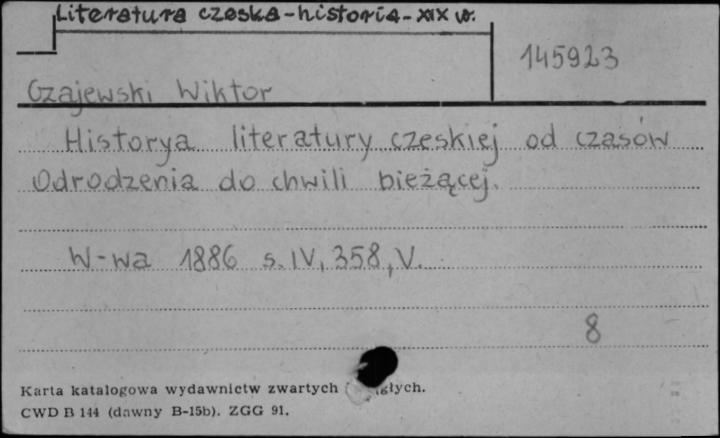 Literatura czeska-historia-XIX w.
145923
Czajewski Wiktor
Historya literatury czeskiej od czasów
Odrodzenia do chwili bieżącej.
W-wa 1886 s. IV, 358, V.
8
Karta katalogowa wydawnictw zwartych
CWD B 144 (dawny B-15b). ZGG 91.